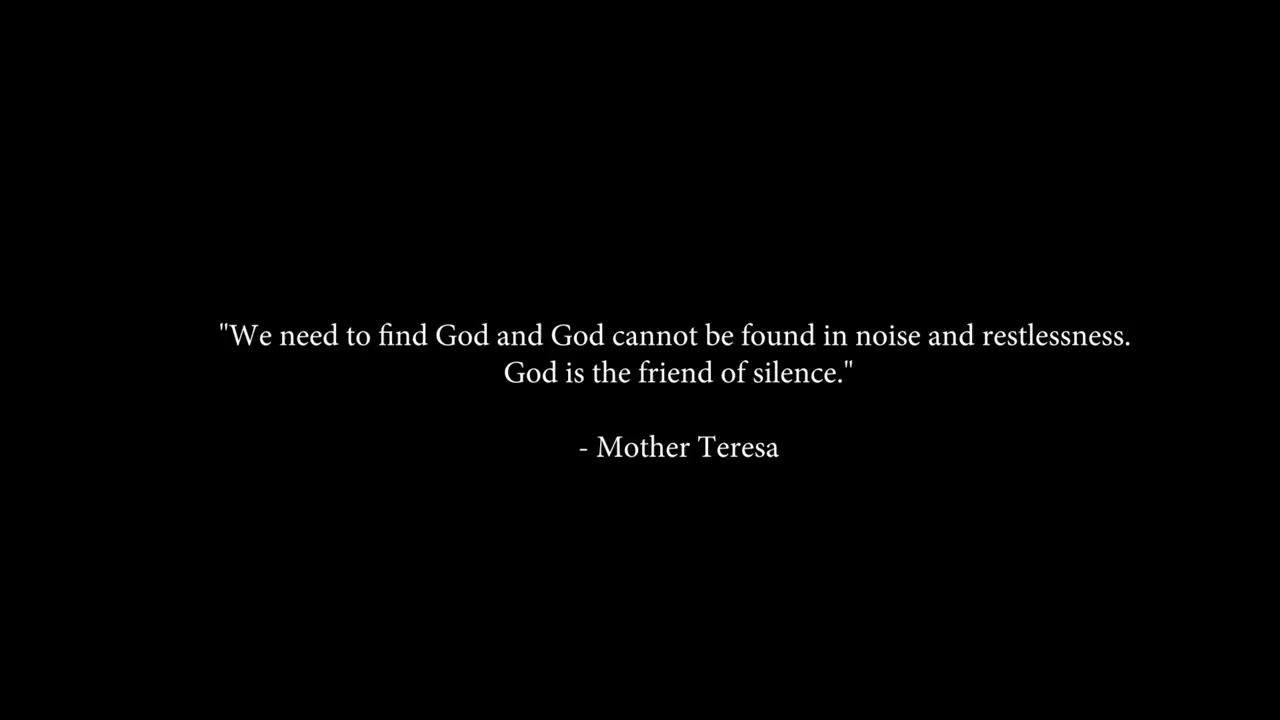 "We need to find God and God cannot be found in noise and restlessness.
God is the friend of silence."
- Mother Teresa